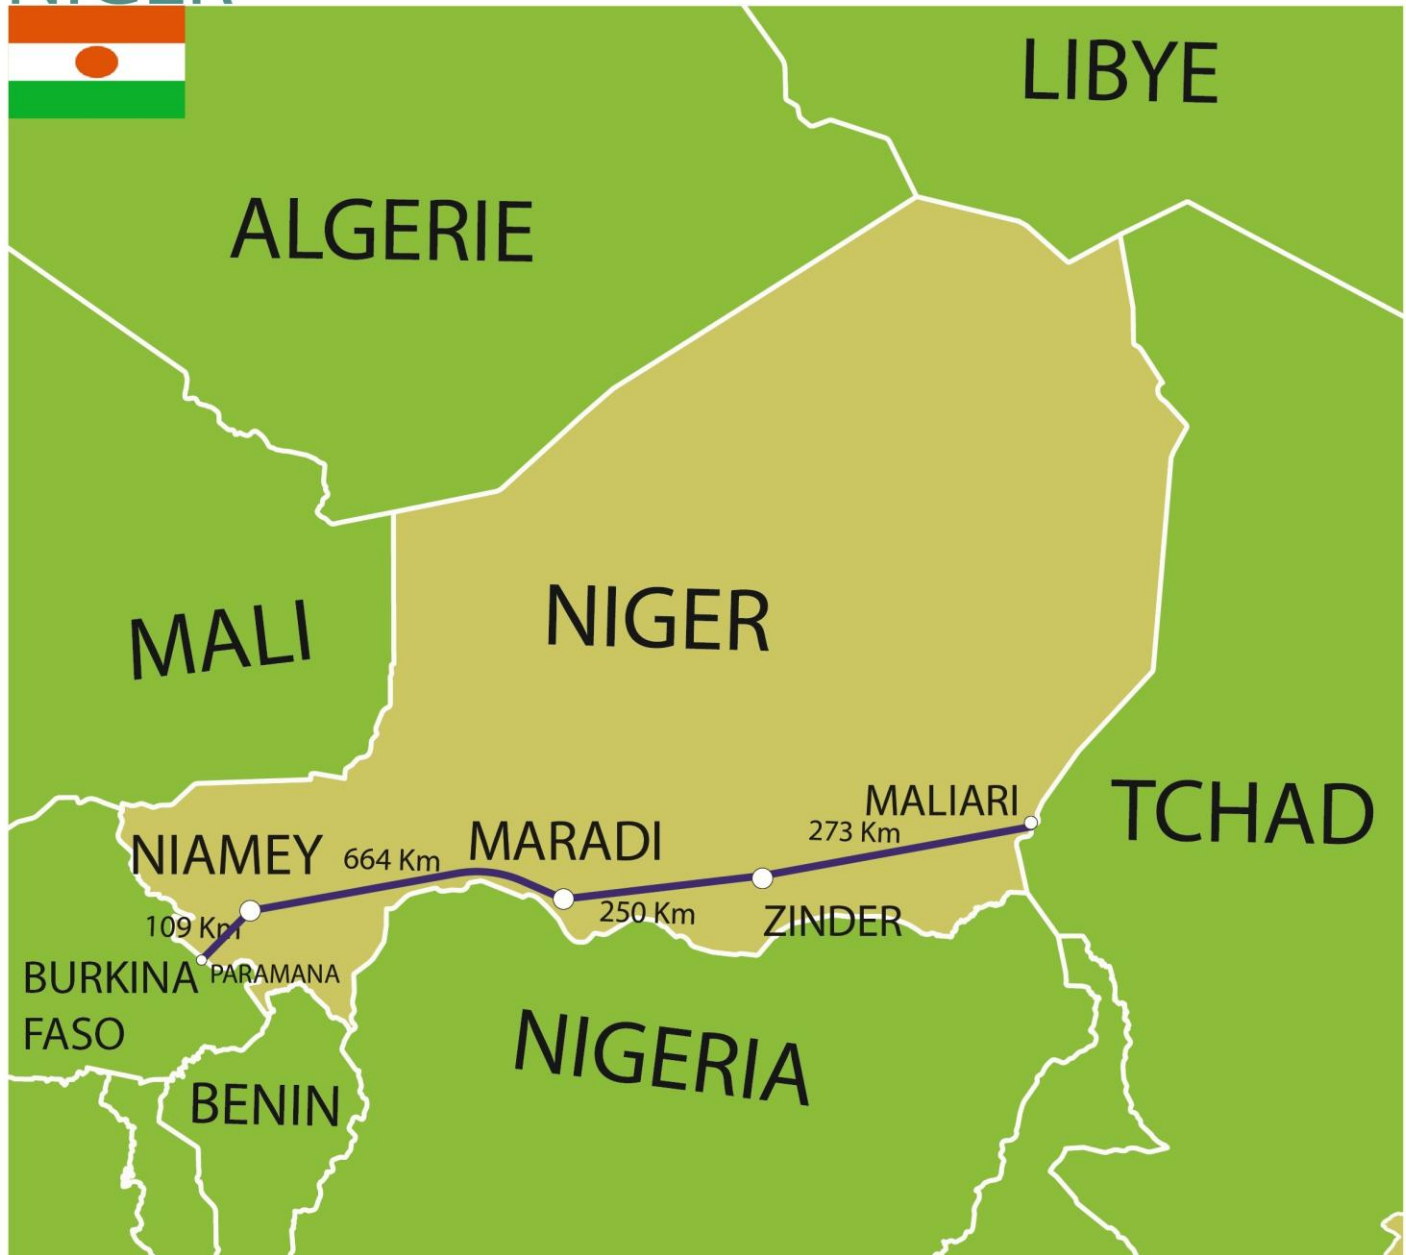 NIGER
LIBYE
ALGERIE
NIGER
MALI
MALIARI
TCHAD
273 Km
NIAMEY
664 Km
MARADI
109 Km
250 Km
ZINDER
BURKINA
FASO
PARAMANA
NIGERIA
BENIN